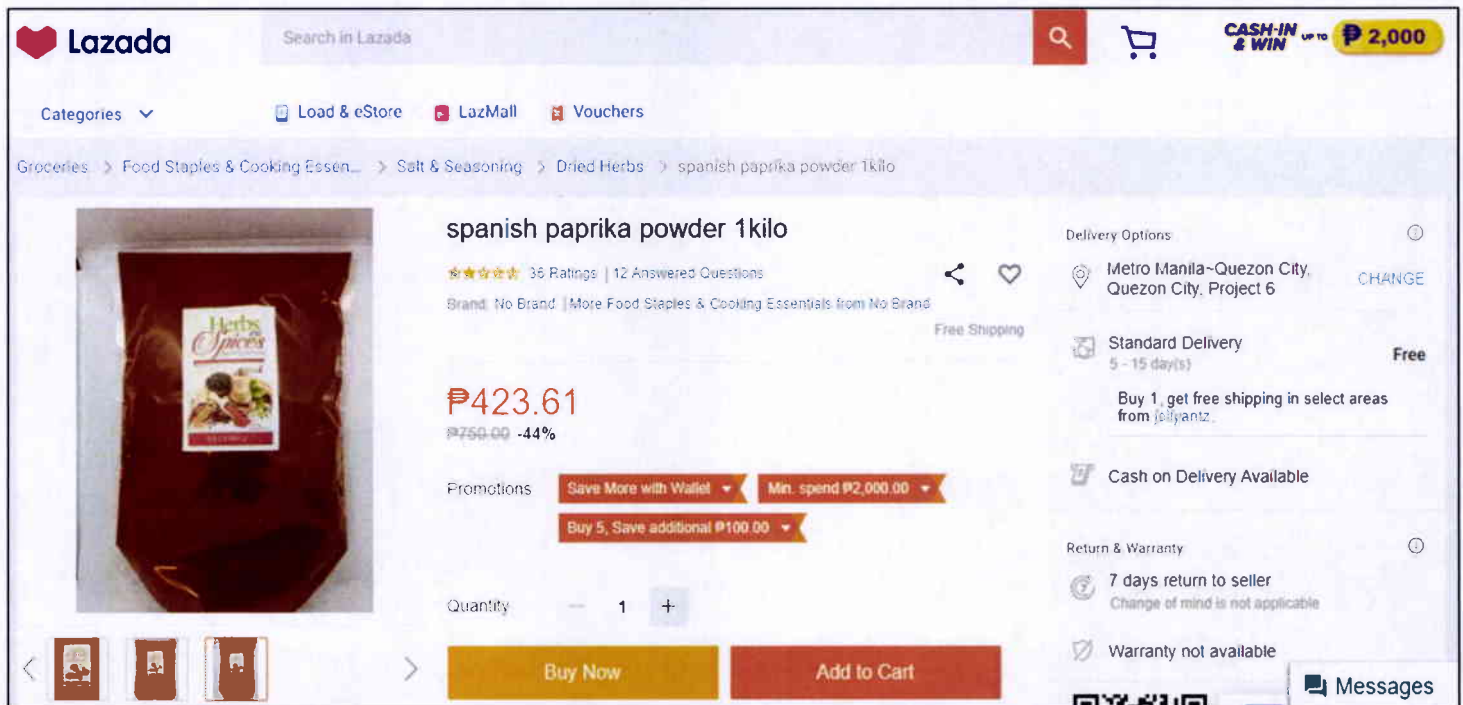 Lazada
Search in Lazada
CASH-IN & WIN UP TO ₱ 2,000
Categories
Load & eStore
LazMall
Vouchers
Groceries > Food Staples & Cooking Essen... > Salt & Seasoning > Dried Herbs > spanish paprika powder 1kilo
Herbs
Spices
spanish paprika powder 1kilo
36 Ratings | 12 Answered Questions
Brand: No Brand | More Food Staples & Cooking Essentials from No Brand
Free Shipping
₱423.61
₱750.00 -44%
Promotions
Save More with Wallet
Min. spend ₱2,000.00
Buy 5, Save additional ₱100.00
Quantity
1
Buy Now
Add to Cart
Delivery Options
Metro Manila~Quezon City,
Quezon City, Project 6
CHANGE
Standard Delivery
Free
5 - 15 day(s)
Buy 1, get free shipping in select areas
from
Cash on Delivery Available
Return & Warranty
7 days return to seller
Change of mind is not applicable
Warranty not available
Messages